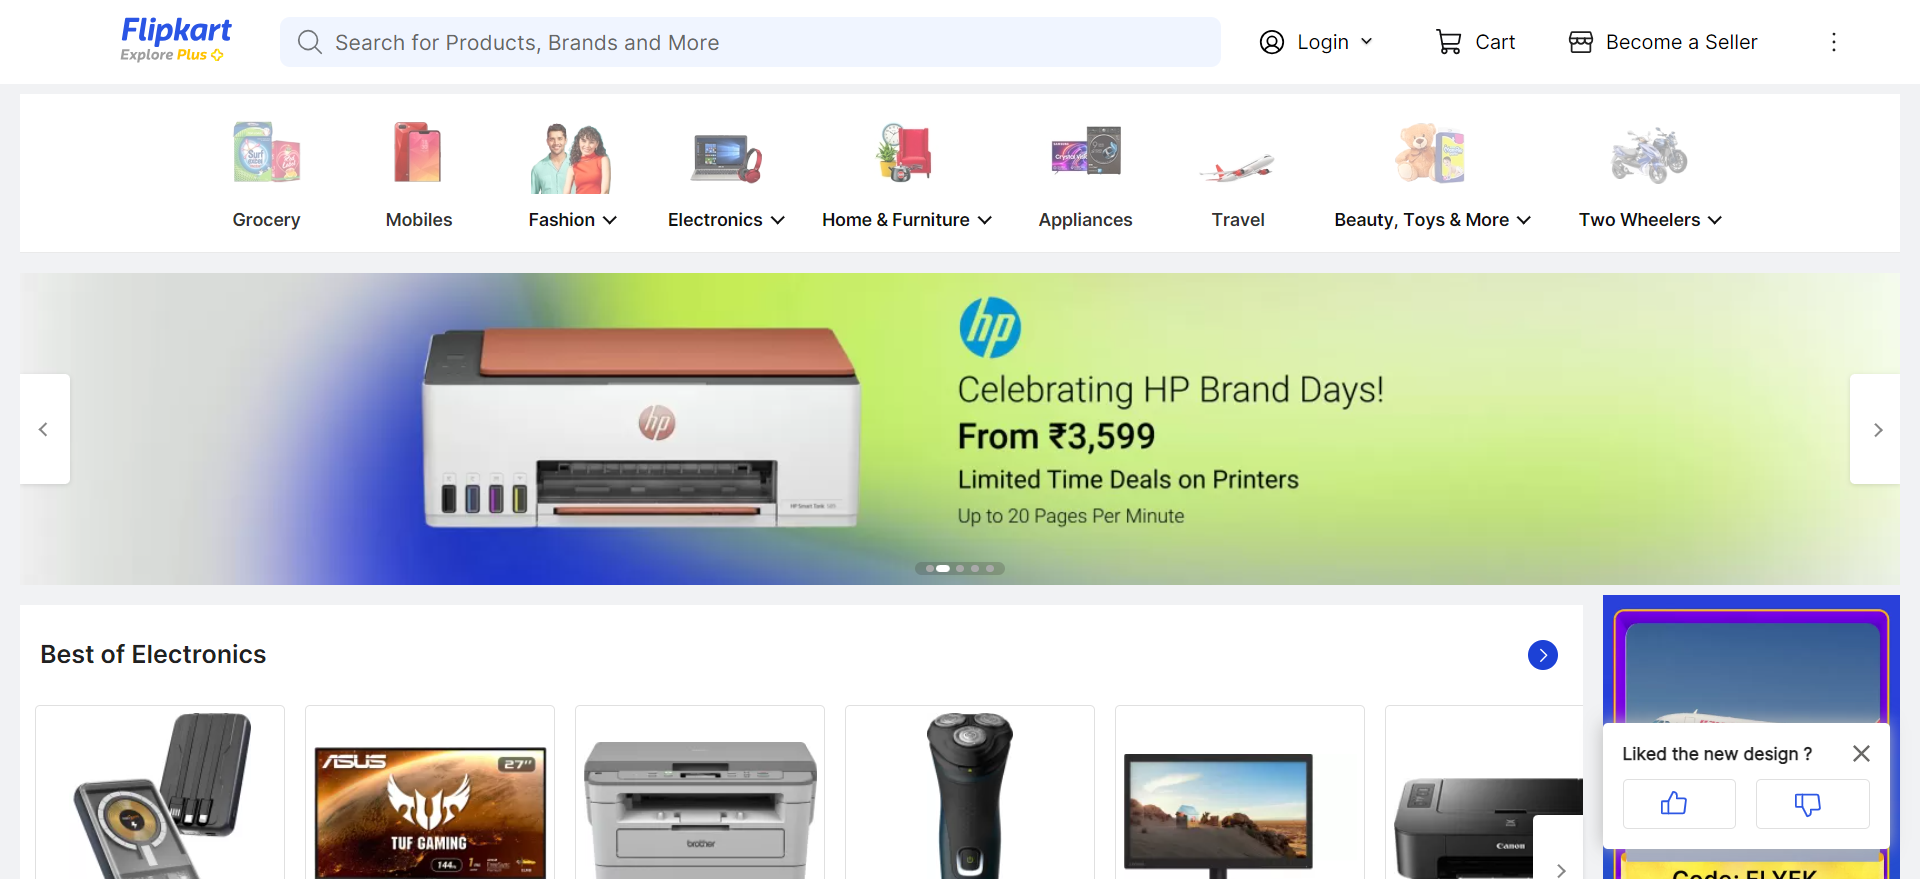 Flipkart
Explore Plus
Search for Products, Brands and More
Login
Cart
Become a Seller
Grocery
Mobiles
Fashion
Electronics
Home & Furniture
Appliances
Travel
Beauty, Toys & More
Two Wheelers
hp
Celebrating HP Brand Days!
From ₹3,599
Limited Time Deals on Printers
Up to 20 Pages Per Minute
hp
Best of Electronics
ASUS
27"
TUF GAMING
144
brother
Canon
Liked the new design ?